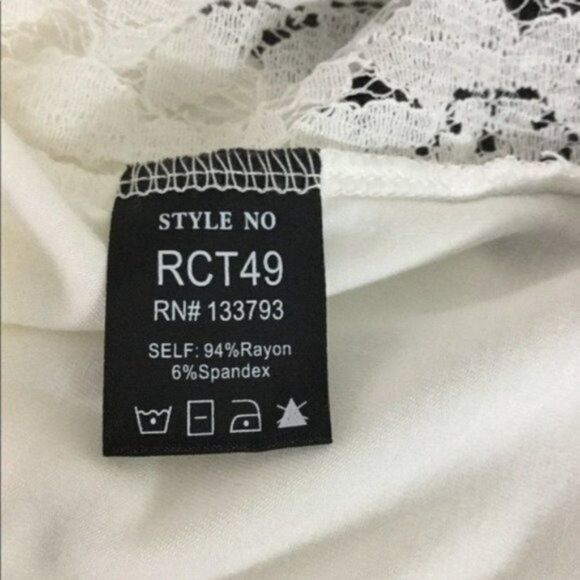 STYLE NO
RCT49
RN# 133793
SELF: 94%Rayon
6%Spandex